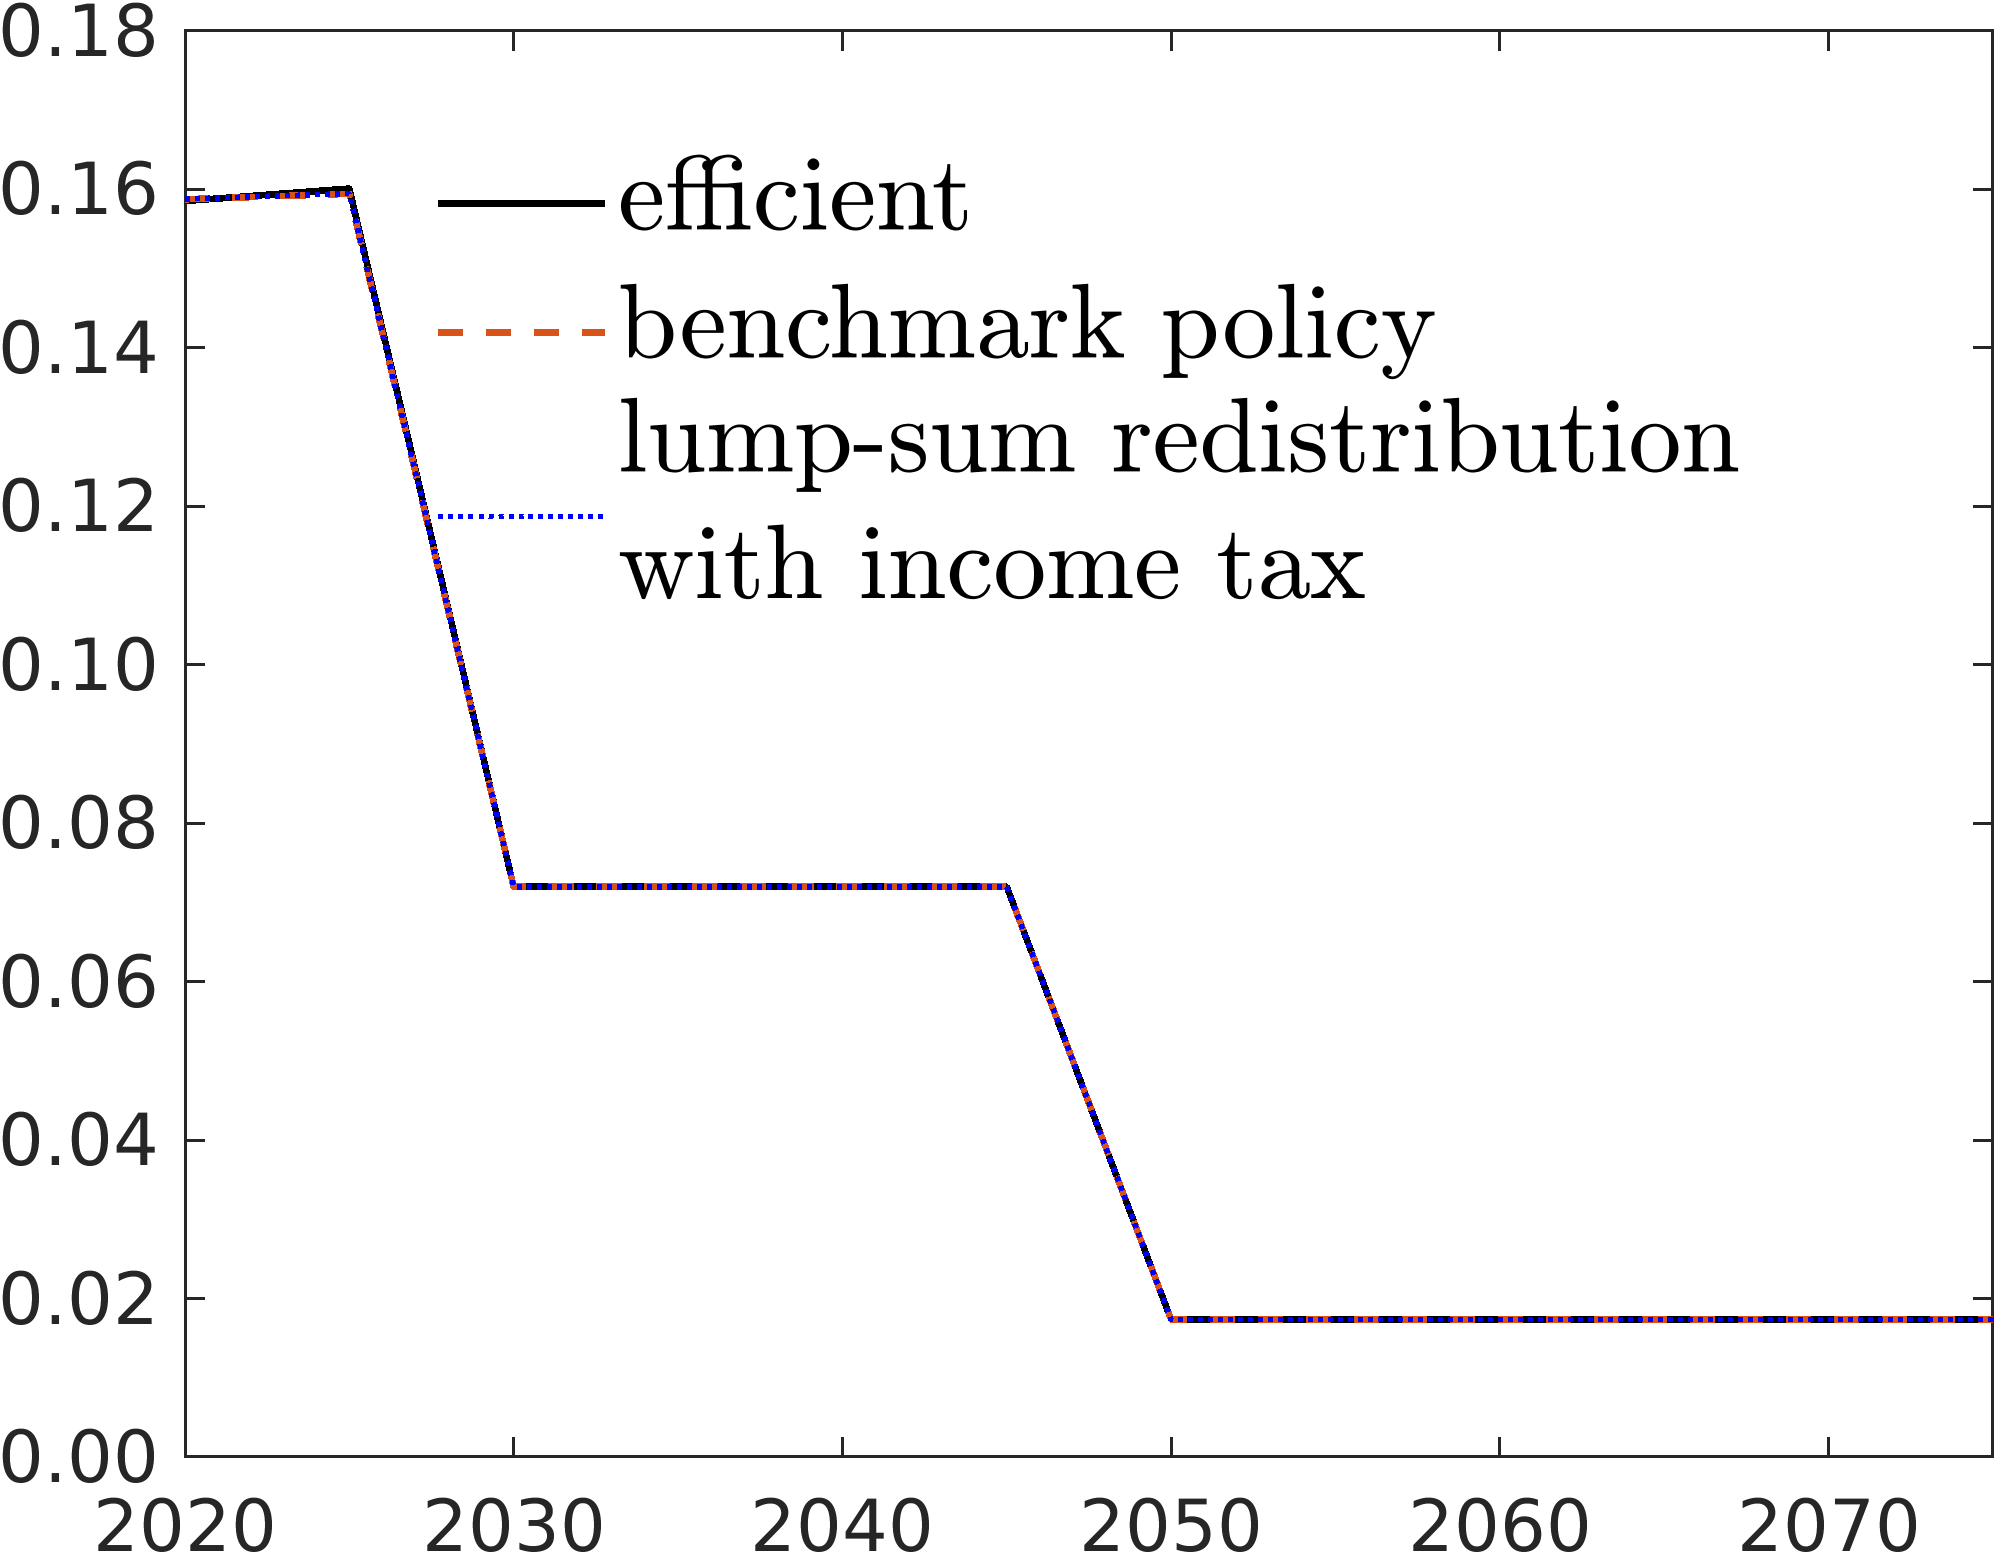 0.18
0.16
0.14
0.12
0.10
0.08
0.06
0.04
0.02
0.00
2020 2030 2040 2050 2060 2070
efficient
benchmark policy
lump-sum redistribution
with income tax